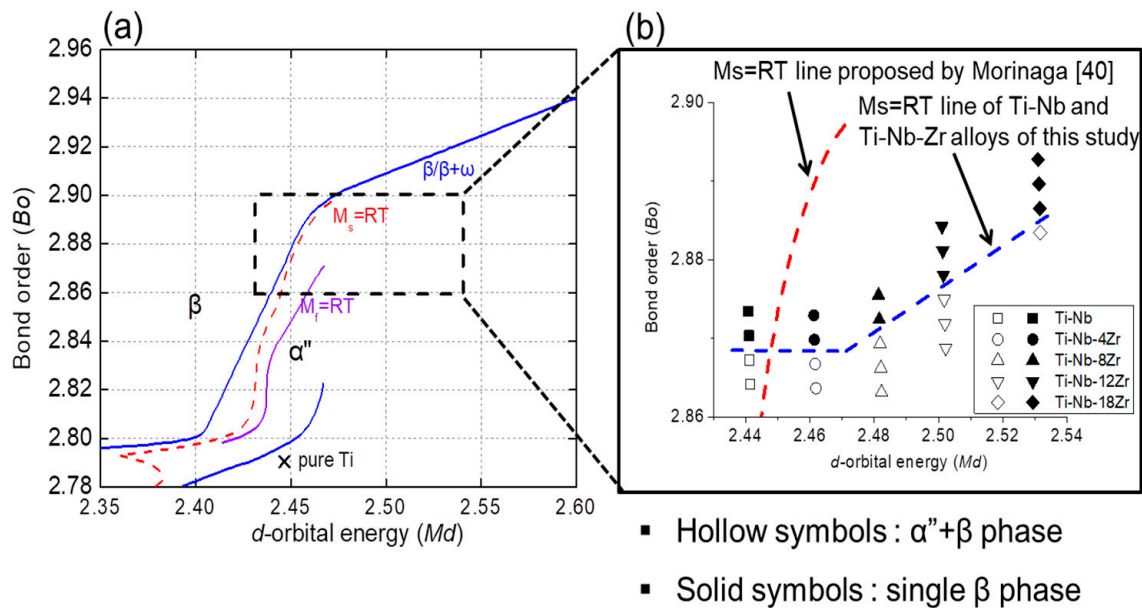 (a)
2.96
2.94
2.92
2.90
2.88
2.86
2.84
2.82
2.80
2.78
Bond order (Bo)
2.35 2.40 2.45 2.50 2.55 2.60
d-orbital energy (Md)
β/β+ω
Ms=RT
Mf=RT
β
α"
× pure Ti
(b)
Ms=RT line proposed by Morinaga [40]
Ms=RT line of Ti-Nb and
Ti-Nb-Zr alloys of this study
2.90
2.88
2.86
Bond order (Bo)
2.44 2.46 2.48 2.50 2.52 2.54
d-orbital energy (Md)
Ti-Nb
Ti-Nb-4Zr
Ti-Nb-8Zr
Ti-Nb-12Zr
Ti-Nb-18Zr
▪ Hollow symbols : α"+β phase
▪ Solid symbols : single β phase